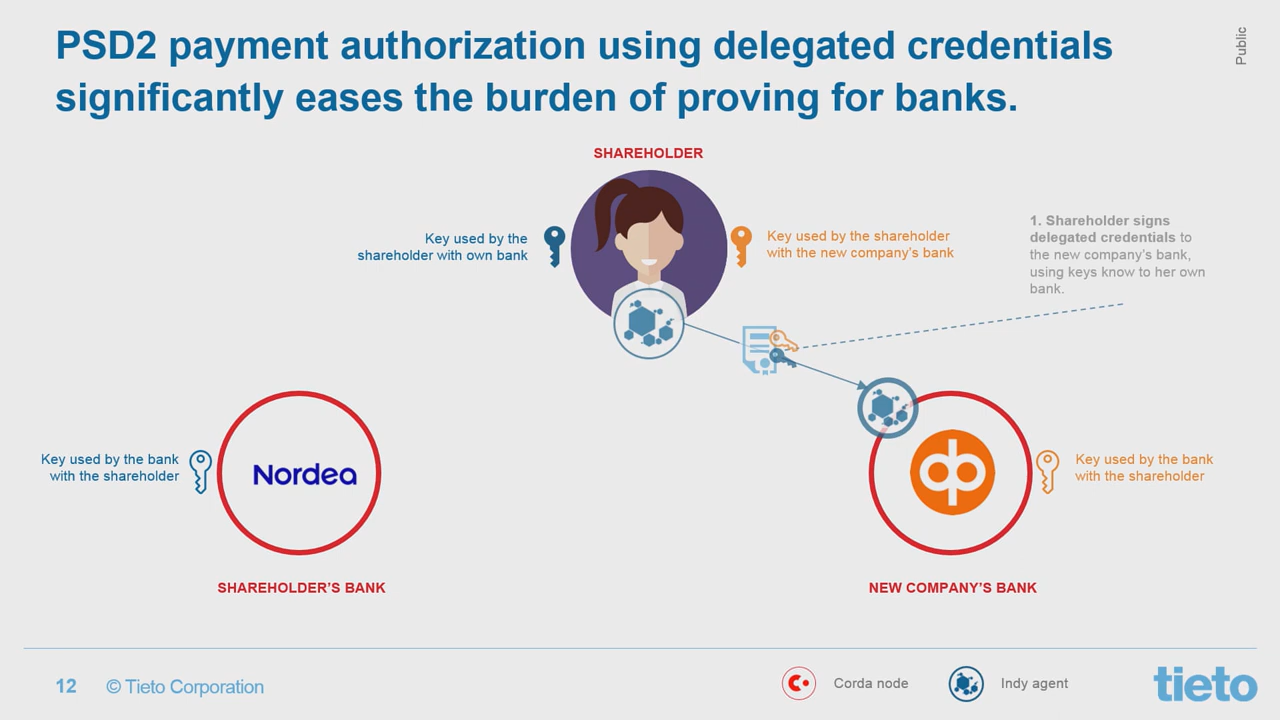 PSD2 payment authorization using delegated credentials
significantly eases the burden of proving for banks.
Public
SHAREHOLDER
Key used by the
shareholder with own bank
Key used by the shareholder
with the new company’s bank
1. Shareholder signs
delegated credentials to
the new company’s bank,
using keys know to her own
bank.
Key used by the bank
with the shareholder
Nordea
op
Key used by the bank
with the shareholder
SHAREHOLDER’S BANK
NEW COMPANY’S BANK
12
© Tieto Corporation
Corda node
Indy agent
tieto